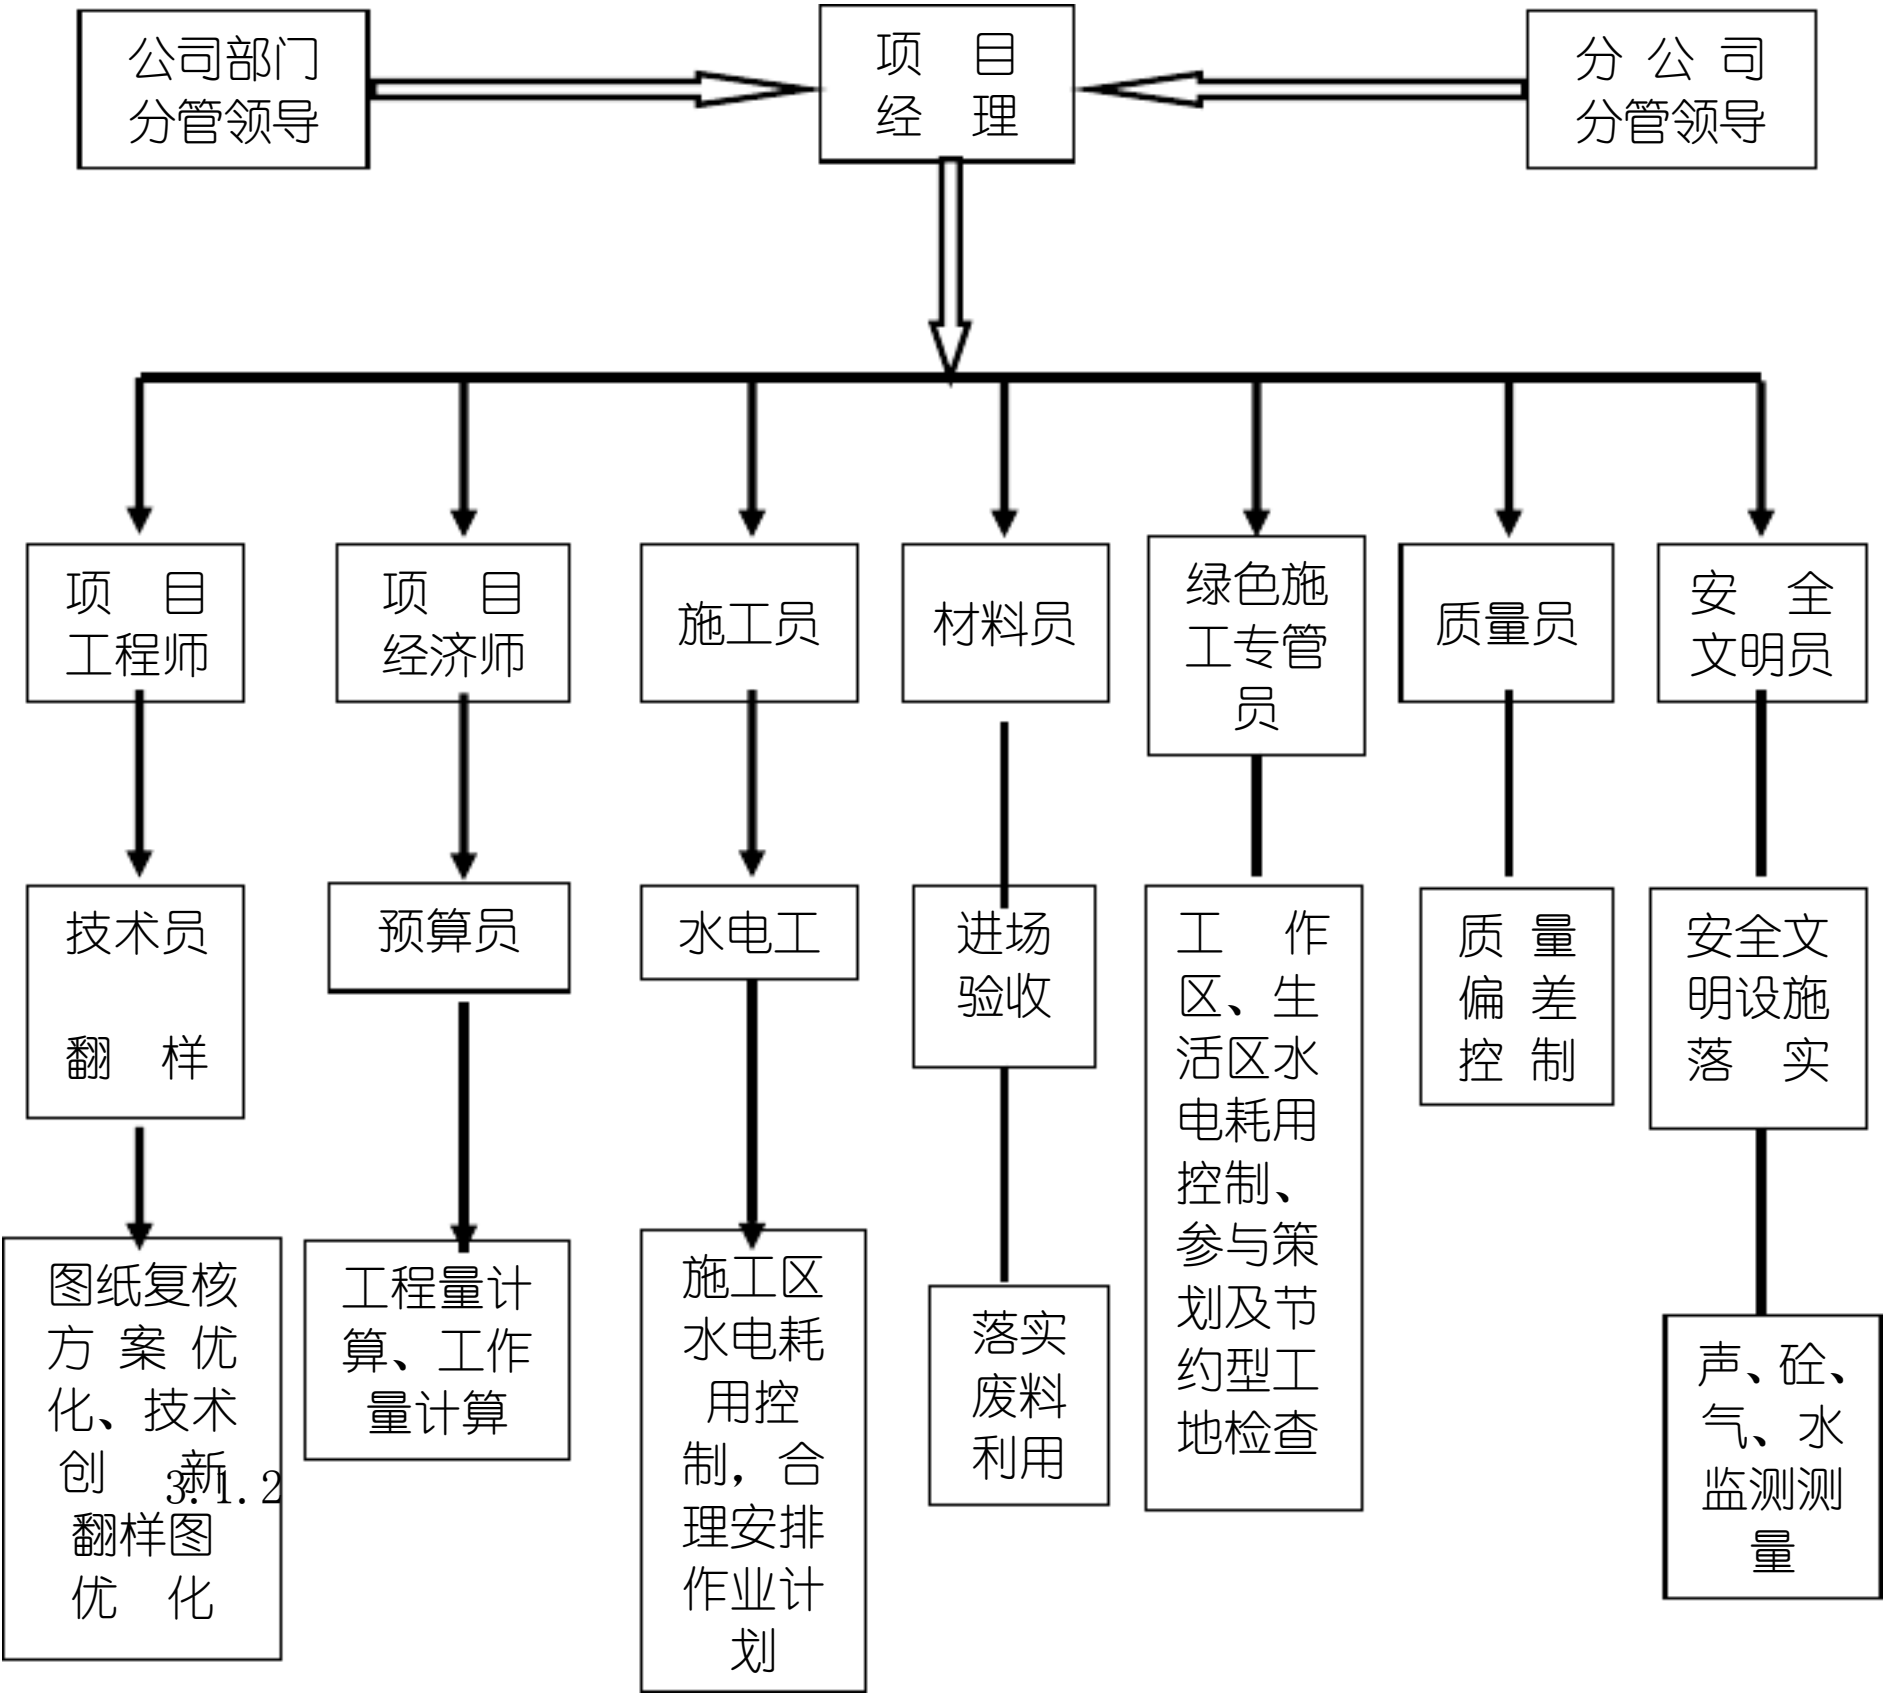 公司部门
分管领导
项 目
经 理
分 公 司
分管领导
项 目
工程师
项 目
经济师
施工员
材料员
绿色施
工专管
员
质量员
安 全
文明员
技术员
翻 样
预算员
水电工
进场
验收
工 作
区、生
活区水
电耗用
控制、
参与策
划及节
约型工
地检查
质 量
偏 差
控 制
安全文
明设施
落 实
图纸复核
方 案 优
化、技术
创 新
3.1.2
翻样图
优 化
工程量计
算、工作
量计算
施工区
水电耗
用控
制，合
理安排
作业计
划
落实
废料
利用
声、砼、
气、水
监测测
量